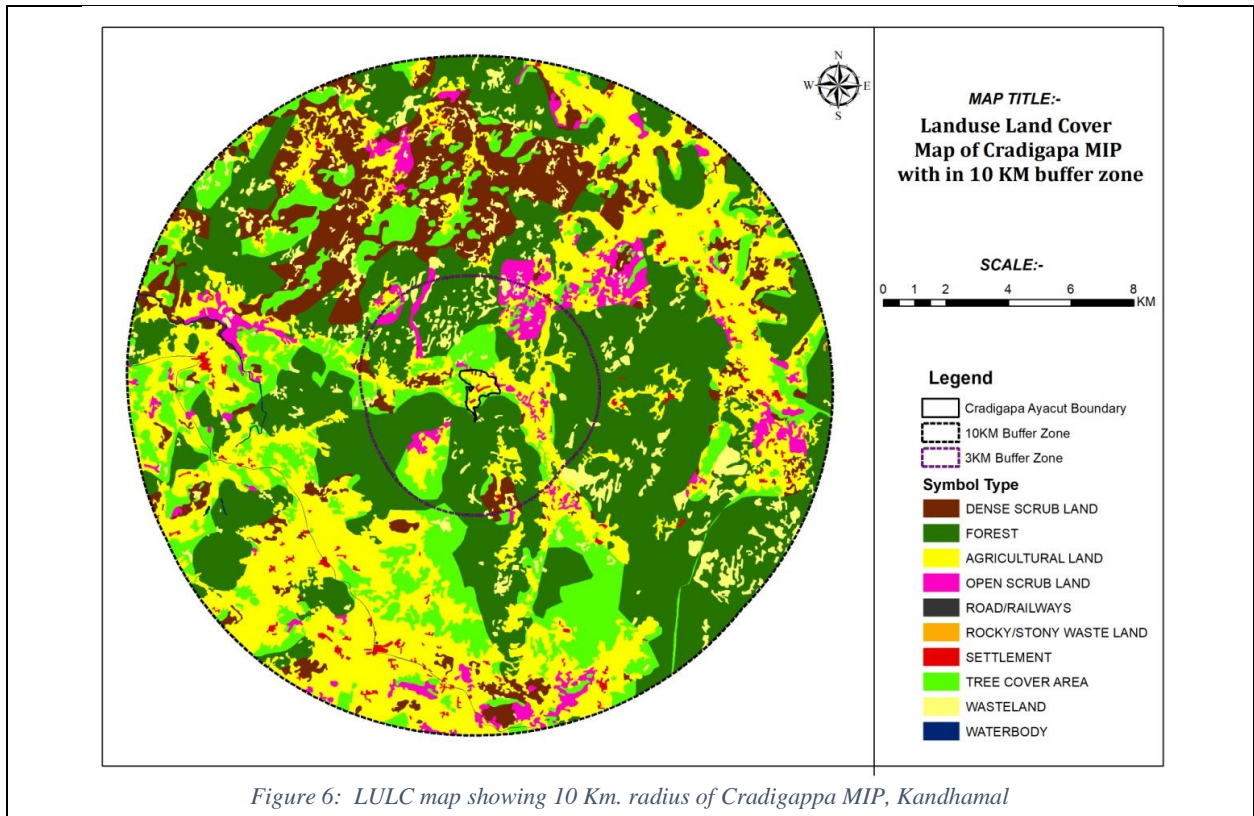 N
W
E
S
MAP TITLE:-
Landuse Land Cover
Map of Cradigapa MIP
with in 10 KM buffer zone
SCALE:-
0 1 2 4 6 8
KM
Legend
Cradigapa Ayacut Boundary
10KM Buffer Zone
3KM Buffer Zone
Symbol Type
DENSE SCRUB LAND
FOREST
AGRICULTURAL LAND
OPEN SCRUB LAND
ROAD/RAILWAYS
ROCKY/STONY WASTE LAND
SETTLEMENT
TREE COVER AREA
WASTELAND
WATERBODY
Figure 6: LULC map showing 10 Km. radius of Cradigappa MIP, Kandhamal